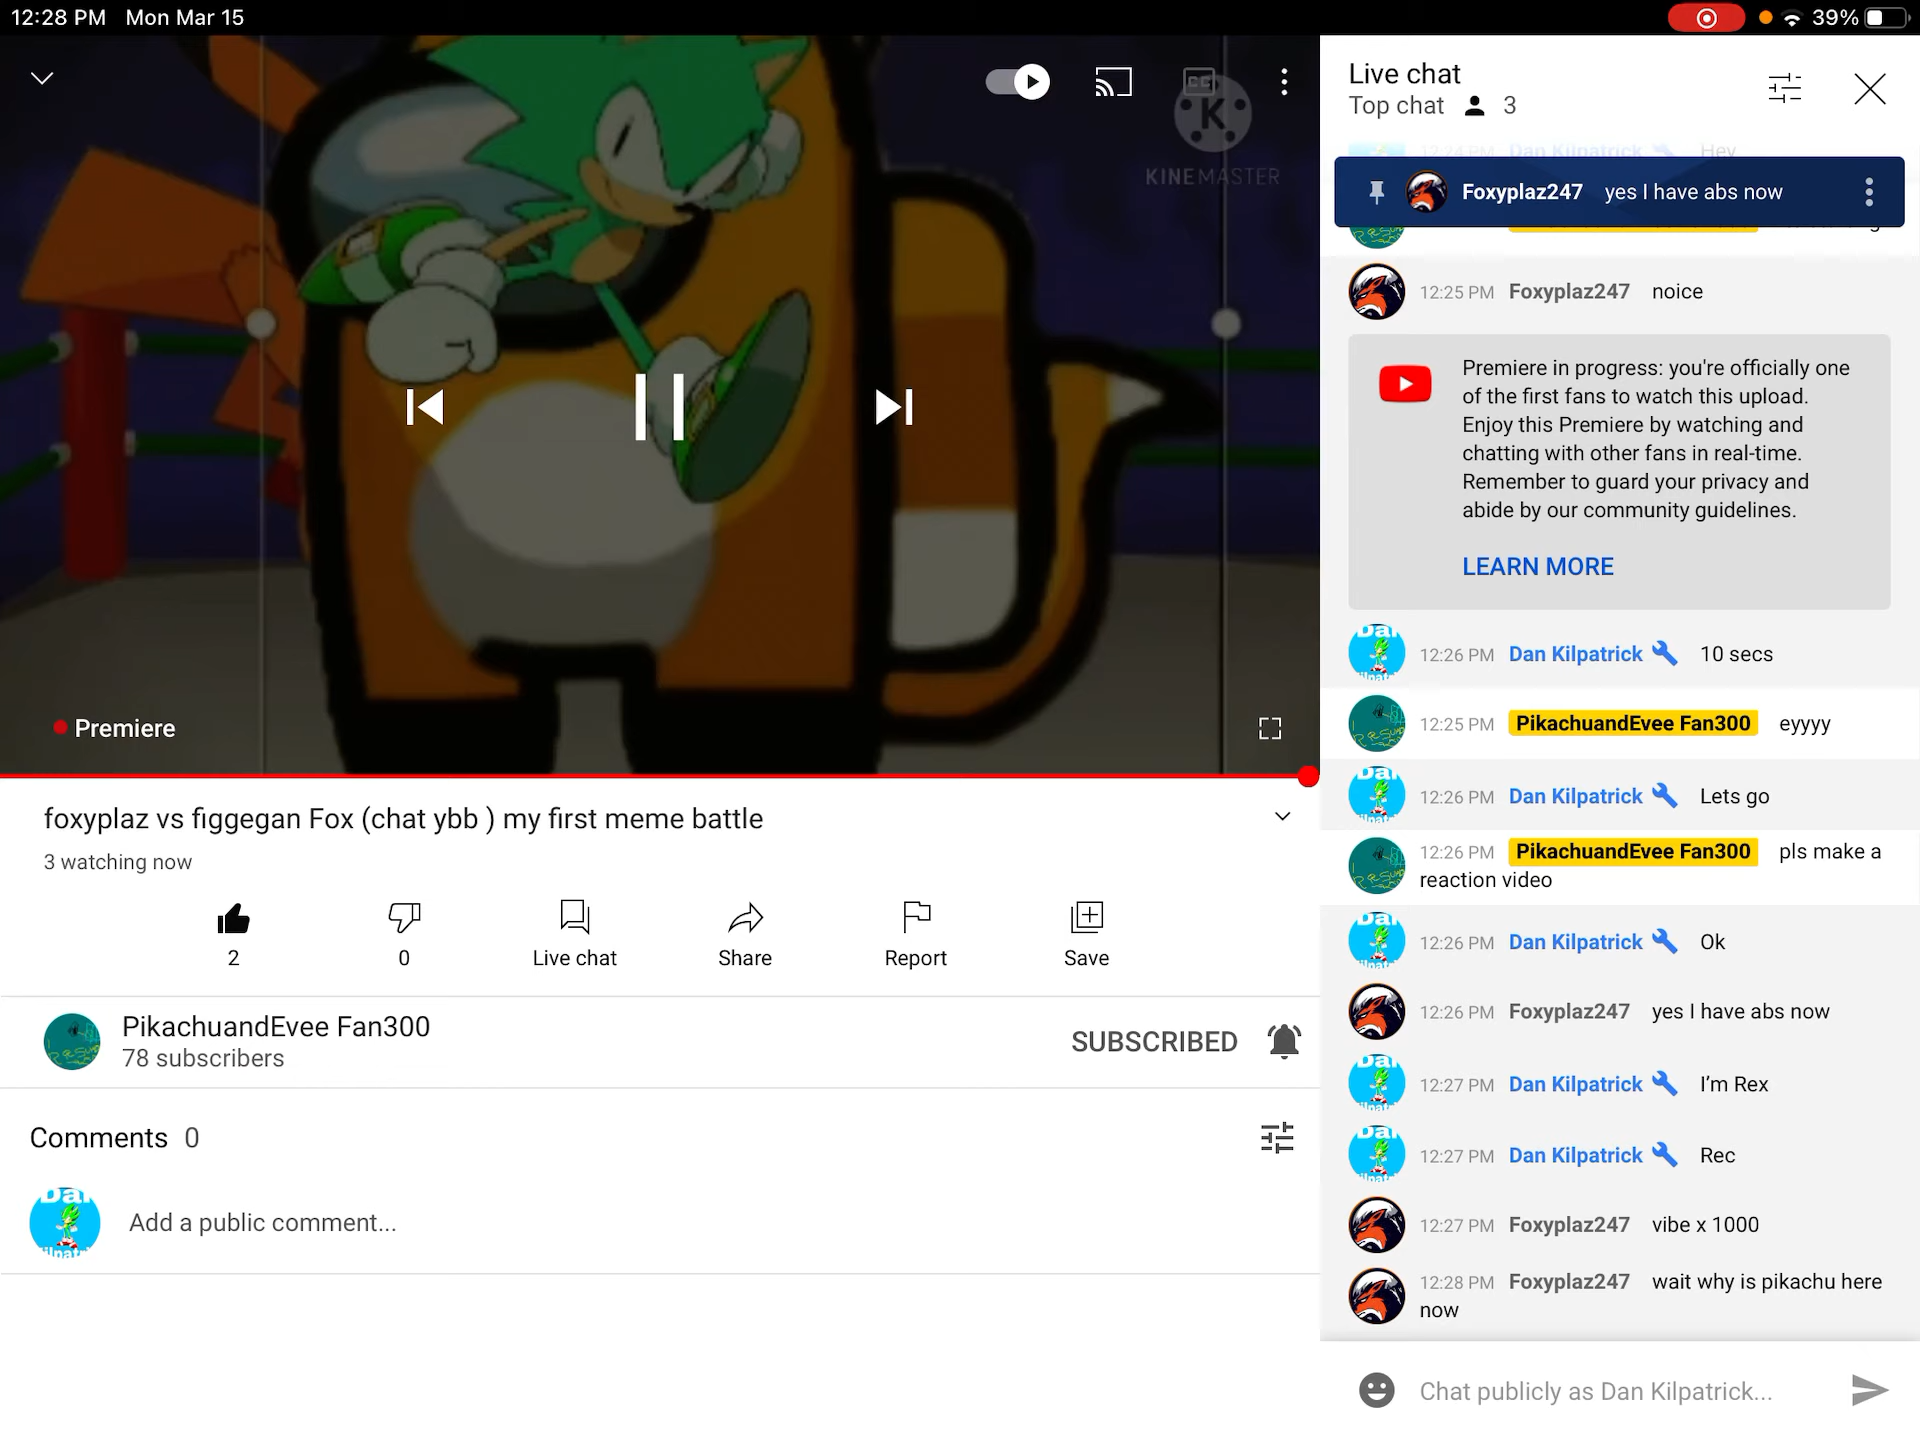 12:28 PM Mon Mar 15
39%
CC
K
KINEMASTER
Premiere
foxyplaz vs figgegan Fox (chat ybb ) my first meme battle
3 watching now
2
0
Live chat
Share
Report
Save
PikachuandEvee Fan300
78 subscribers
SUBSCRIBED
Comments 0
Add a public comment...
Live chat
Top chat 3
12:24 PM Dan Kilpatrick Hey
Foxyplaz247 yes I have abs now
12:25 PM Foxyplaz247 noice
Premiere in progress: you're officially one
of the first fans to watch this upload.
Enjoy this Premiere by watching and
chatting with other fans in real-time.
Remember to guard your privacy and
abide by our community guidelines.
LEARN MORE
12:26 PM Dan Kilpatrick 10 secs
12:25 PM PikachuandEvee Fan300 eyyyy
12:26 PM Dan Kilpatrick Lets go
12:26 PM PikachuandEvee Fan300 pls make a
reaction video
12:26 PM Dan Kilpatrick Ok
12:26 PM Foxyplaz247 yes I have abs now
12:27 PM Dan Kilpatrick I’m Rex
12:27 PM Dan Kilpatrick Rec
12:27 PM Foxyplaz247 vibe x 1000
12:28 PM Foxyplaz247 wait why is pikachu here
now
Chat publicly as Dan Kilpatrick...